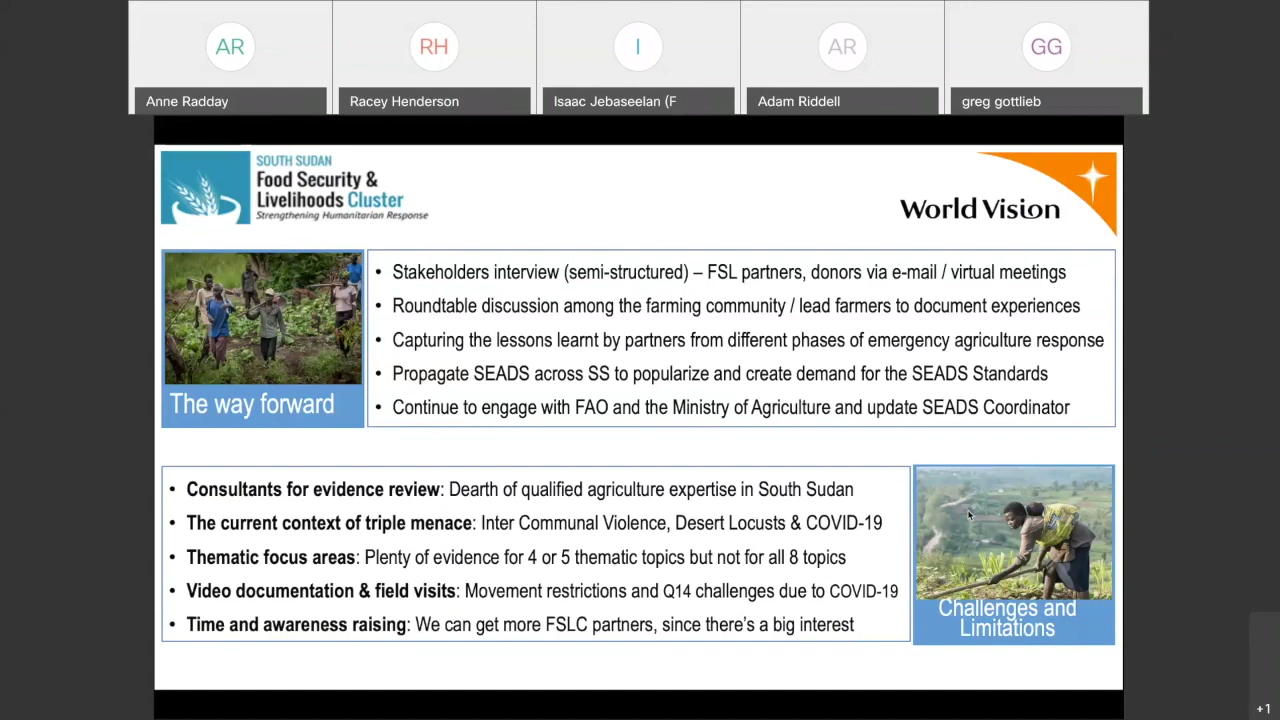 AR
RH
I
AR
GG
Anne Radday
Racey Henderson
Isaac Jebaseelan (F
Adam Riddell
greg gottlieb
SOUTH SUDAN
Food Security &
Livelihoods Cluster
Strengthening Humanitarian Response
World Vision
The way forward
• Stakeholders interview (semi-structured) – FSL partners, donors via e-mail / virtual meetings
• Roundtable discussion among the farming community / lead farmers to document experiences
• Capturing the lessons learnt by partners from different phases of emergency agriculture response
• Propagate SEADS across SS to popularize and create demand for the SEADS Standards
• Continue to engage with FAO and the Ministry of Agriculture and update SEADS Coordinator
• Consultants for evidence review: Dearth of qualified agriculture expertise in South Sudan
• The current context of triple menace: Inter Communal Violence, Desert Locusts & COVID-19
• Thematic focus areas: Plenty of evidence for 4 or 5 thematic topics but not for all 8 topics
• Video documentation & field visits: Movement restrictions and Q14 challenges due to COVID-19
• Time and awareness raising: We can get more FSLC partners, since there's a big interest
Challenges and
Limitations
+1